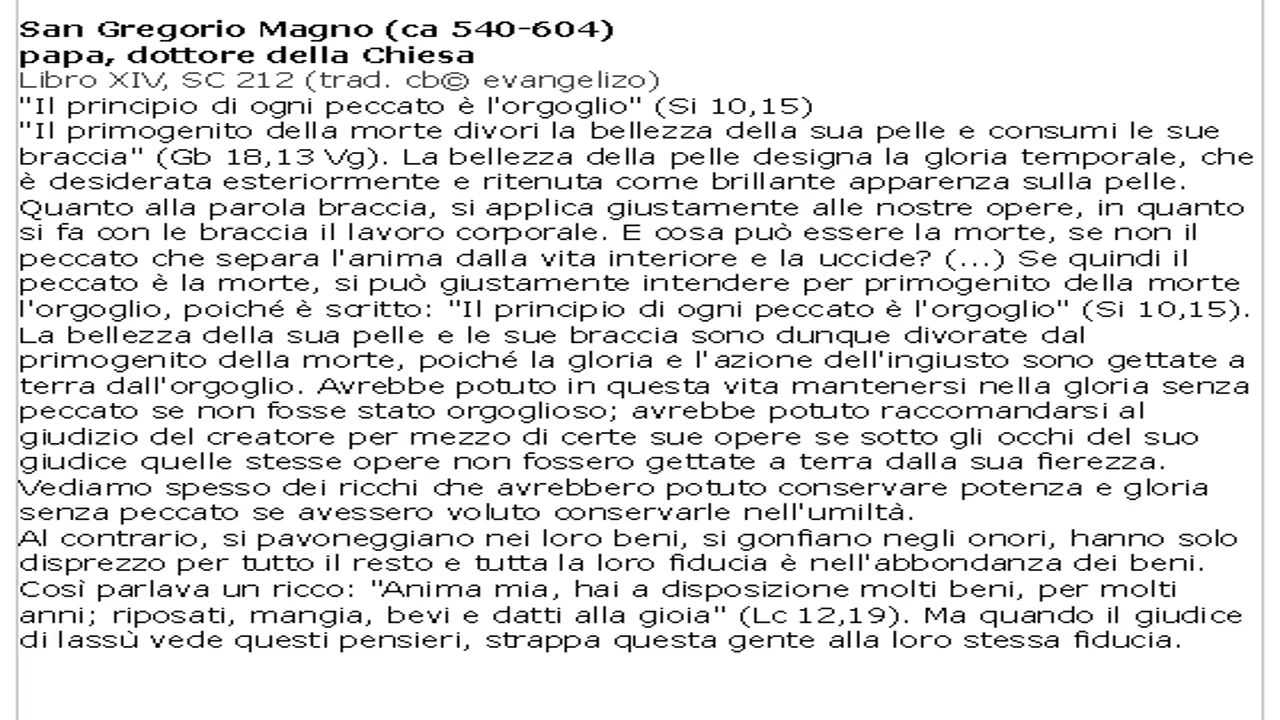 San Gregorio Magno (ca 540-604)
papa, dottore della Chiesa
Libro XIV, SC 212 (trad. cb© evangelizo)
"Il principio di ogni peccato è l'orgoglio" (Si 10,15)
"Il primogenito della morte divori la bellezza della sua pelle e consumi le sue
braccia" (Gb 18,13 Vg). La bellezza della pelle designa la gloria temporale, che
è desiderata esteriormente e ritenuta come brillante apparenza sulla pelle.
Quanto alla parola braccia, si applica giustamente alle nostre opere, in quanto
si fa con le braccia il lavoro corporale. E cosa può essere la morte, se non il
peccato che separa l'anima dalla vita interiore e la uccide? (...) Se quindi il
peccato è la morte, si può giustamente intendere per primogenito della morte
l'orgoglio, poiché è scritto: "Il principio di ogni peccato è l'orgoglio" (Si 10,15).
La bellezza della sua pelle e le sue braccia sono dunque divorate dal
primogenito della morte, poiché la gloria e l'azione dell'ingiusto sono gettate a
terra dall'orgoglio. Avrebbe potuto in questa vita mantenersi nella gloria senza
peccato se non fosse stato orgoglioso; avrebbe potuto raccomandarsi al
giudizio del creatore per mezzo di certe sue opere se sotto gli occhi del suo
giudice quelle stesse opere non fossero gettate a terra dalla sua fierezza.
Vediamo spesso dei ricchi che avrebbero potuto conservare potenza e gloria
senza peccato se avessero voluto conservarle nell'umiltà.
Al contrario, si pavoneggiano nei loro beni, si gonfiano negli onori, hanno solo
disprezzo per tutto il resto e tutta la loro fiducia è nell'abbondanza dei beni.
Così parlava un ricco: "Anima mia, hai a disposizione molti beni, per molti
anni; riposati, mangia, bevi e datti alla gioia" (Lc 12,19). Ma quando il giudice
di lassù vede questi pensieri, strappa questa gente alla loro stessa fiducia.